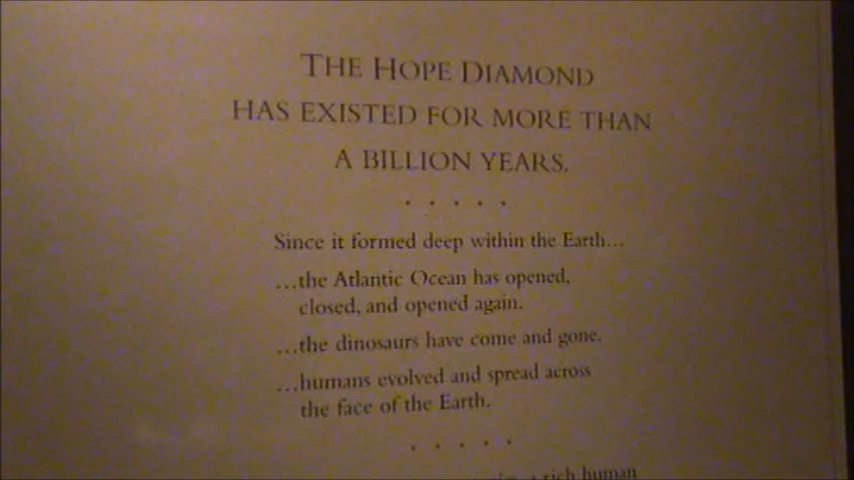 THE HOPE DIAMOND
HAS EXISTED FOR MORE THAN
A BILLION YEARS.
. . . . .
Since it formed deep within the Earth...
...the Atlantic Ocean has opened,
closed, and opened again.
...the dinosaurs have come and gone.
...humans evolved and spread across
the face of the Earth.
. . . . .
rich human